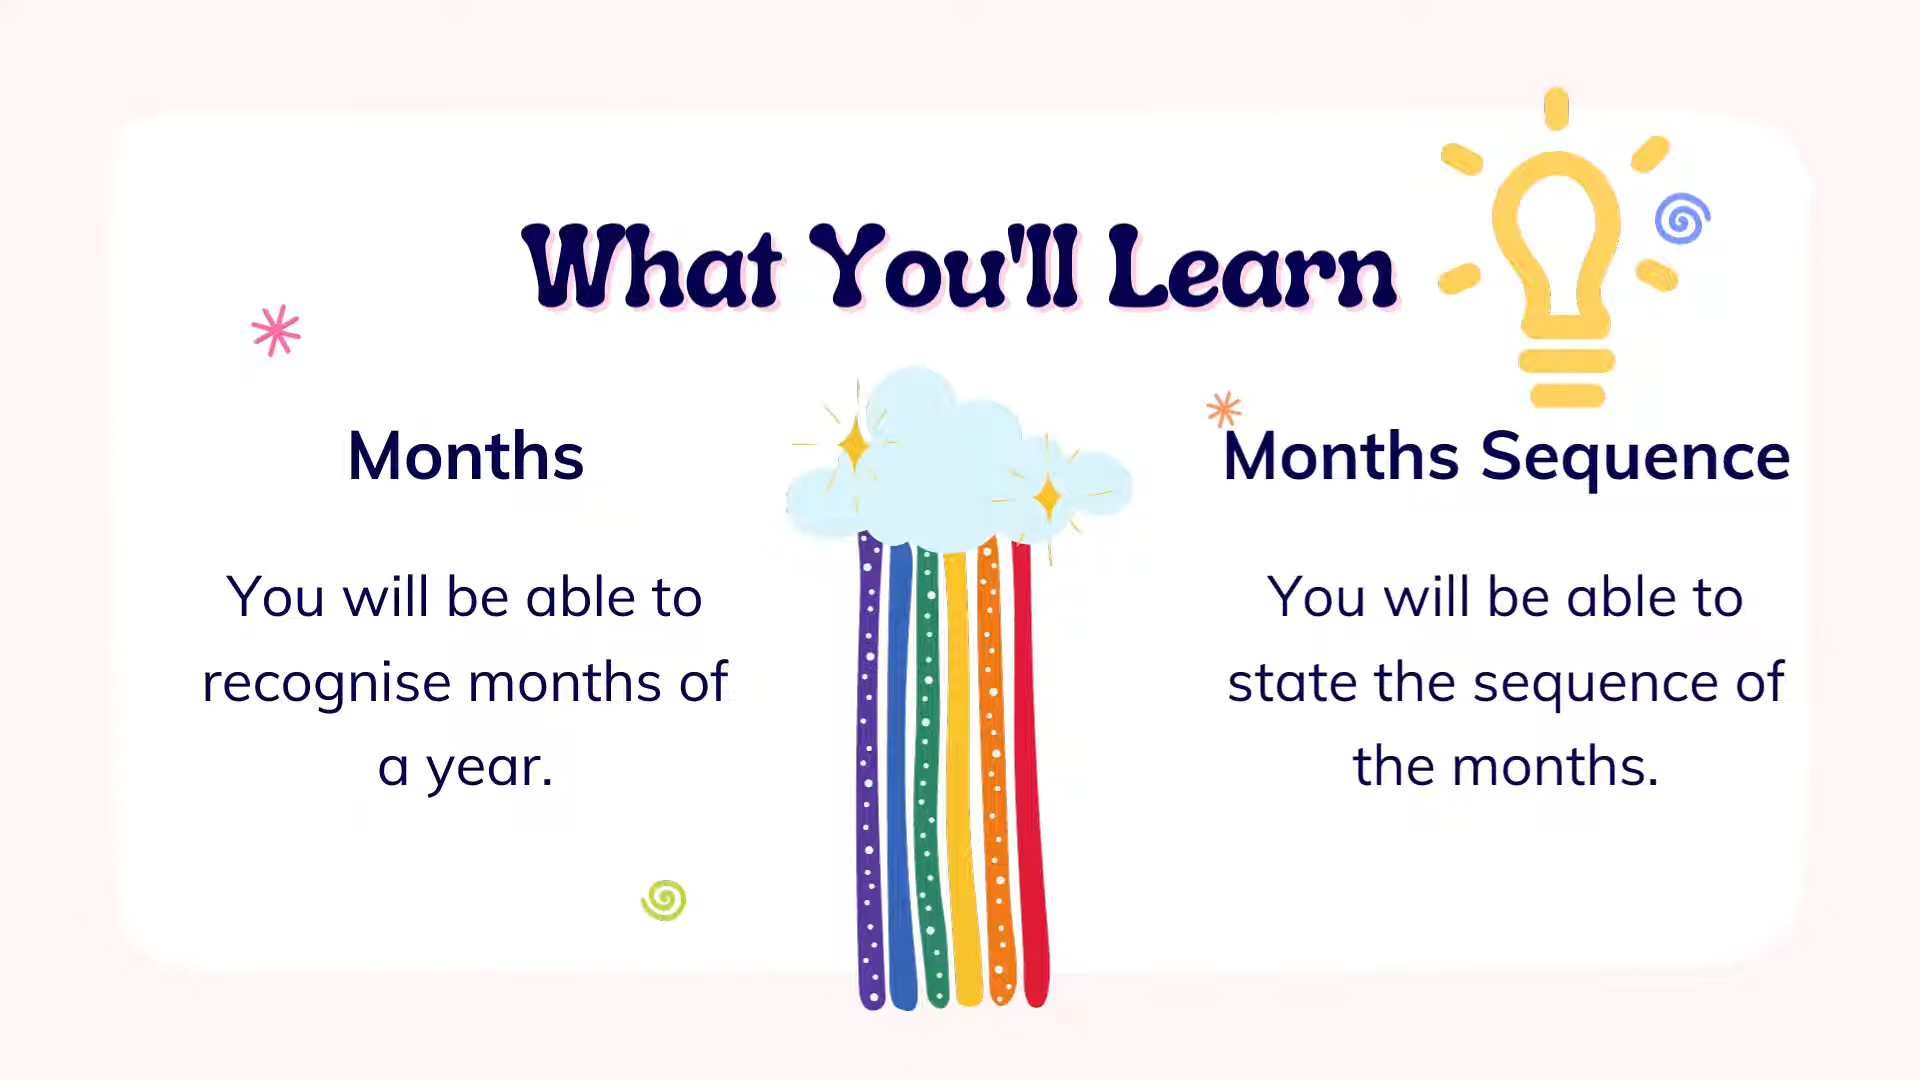 What You'll Learn
Months
You will be able to
recognise months of
a year.
Months Sequence
You will be able to
state the sequence of
the months.